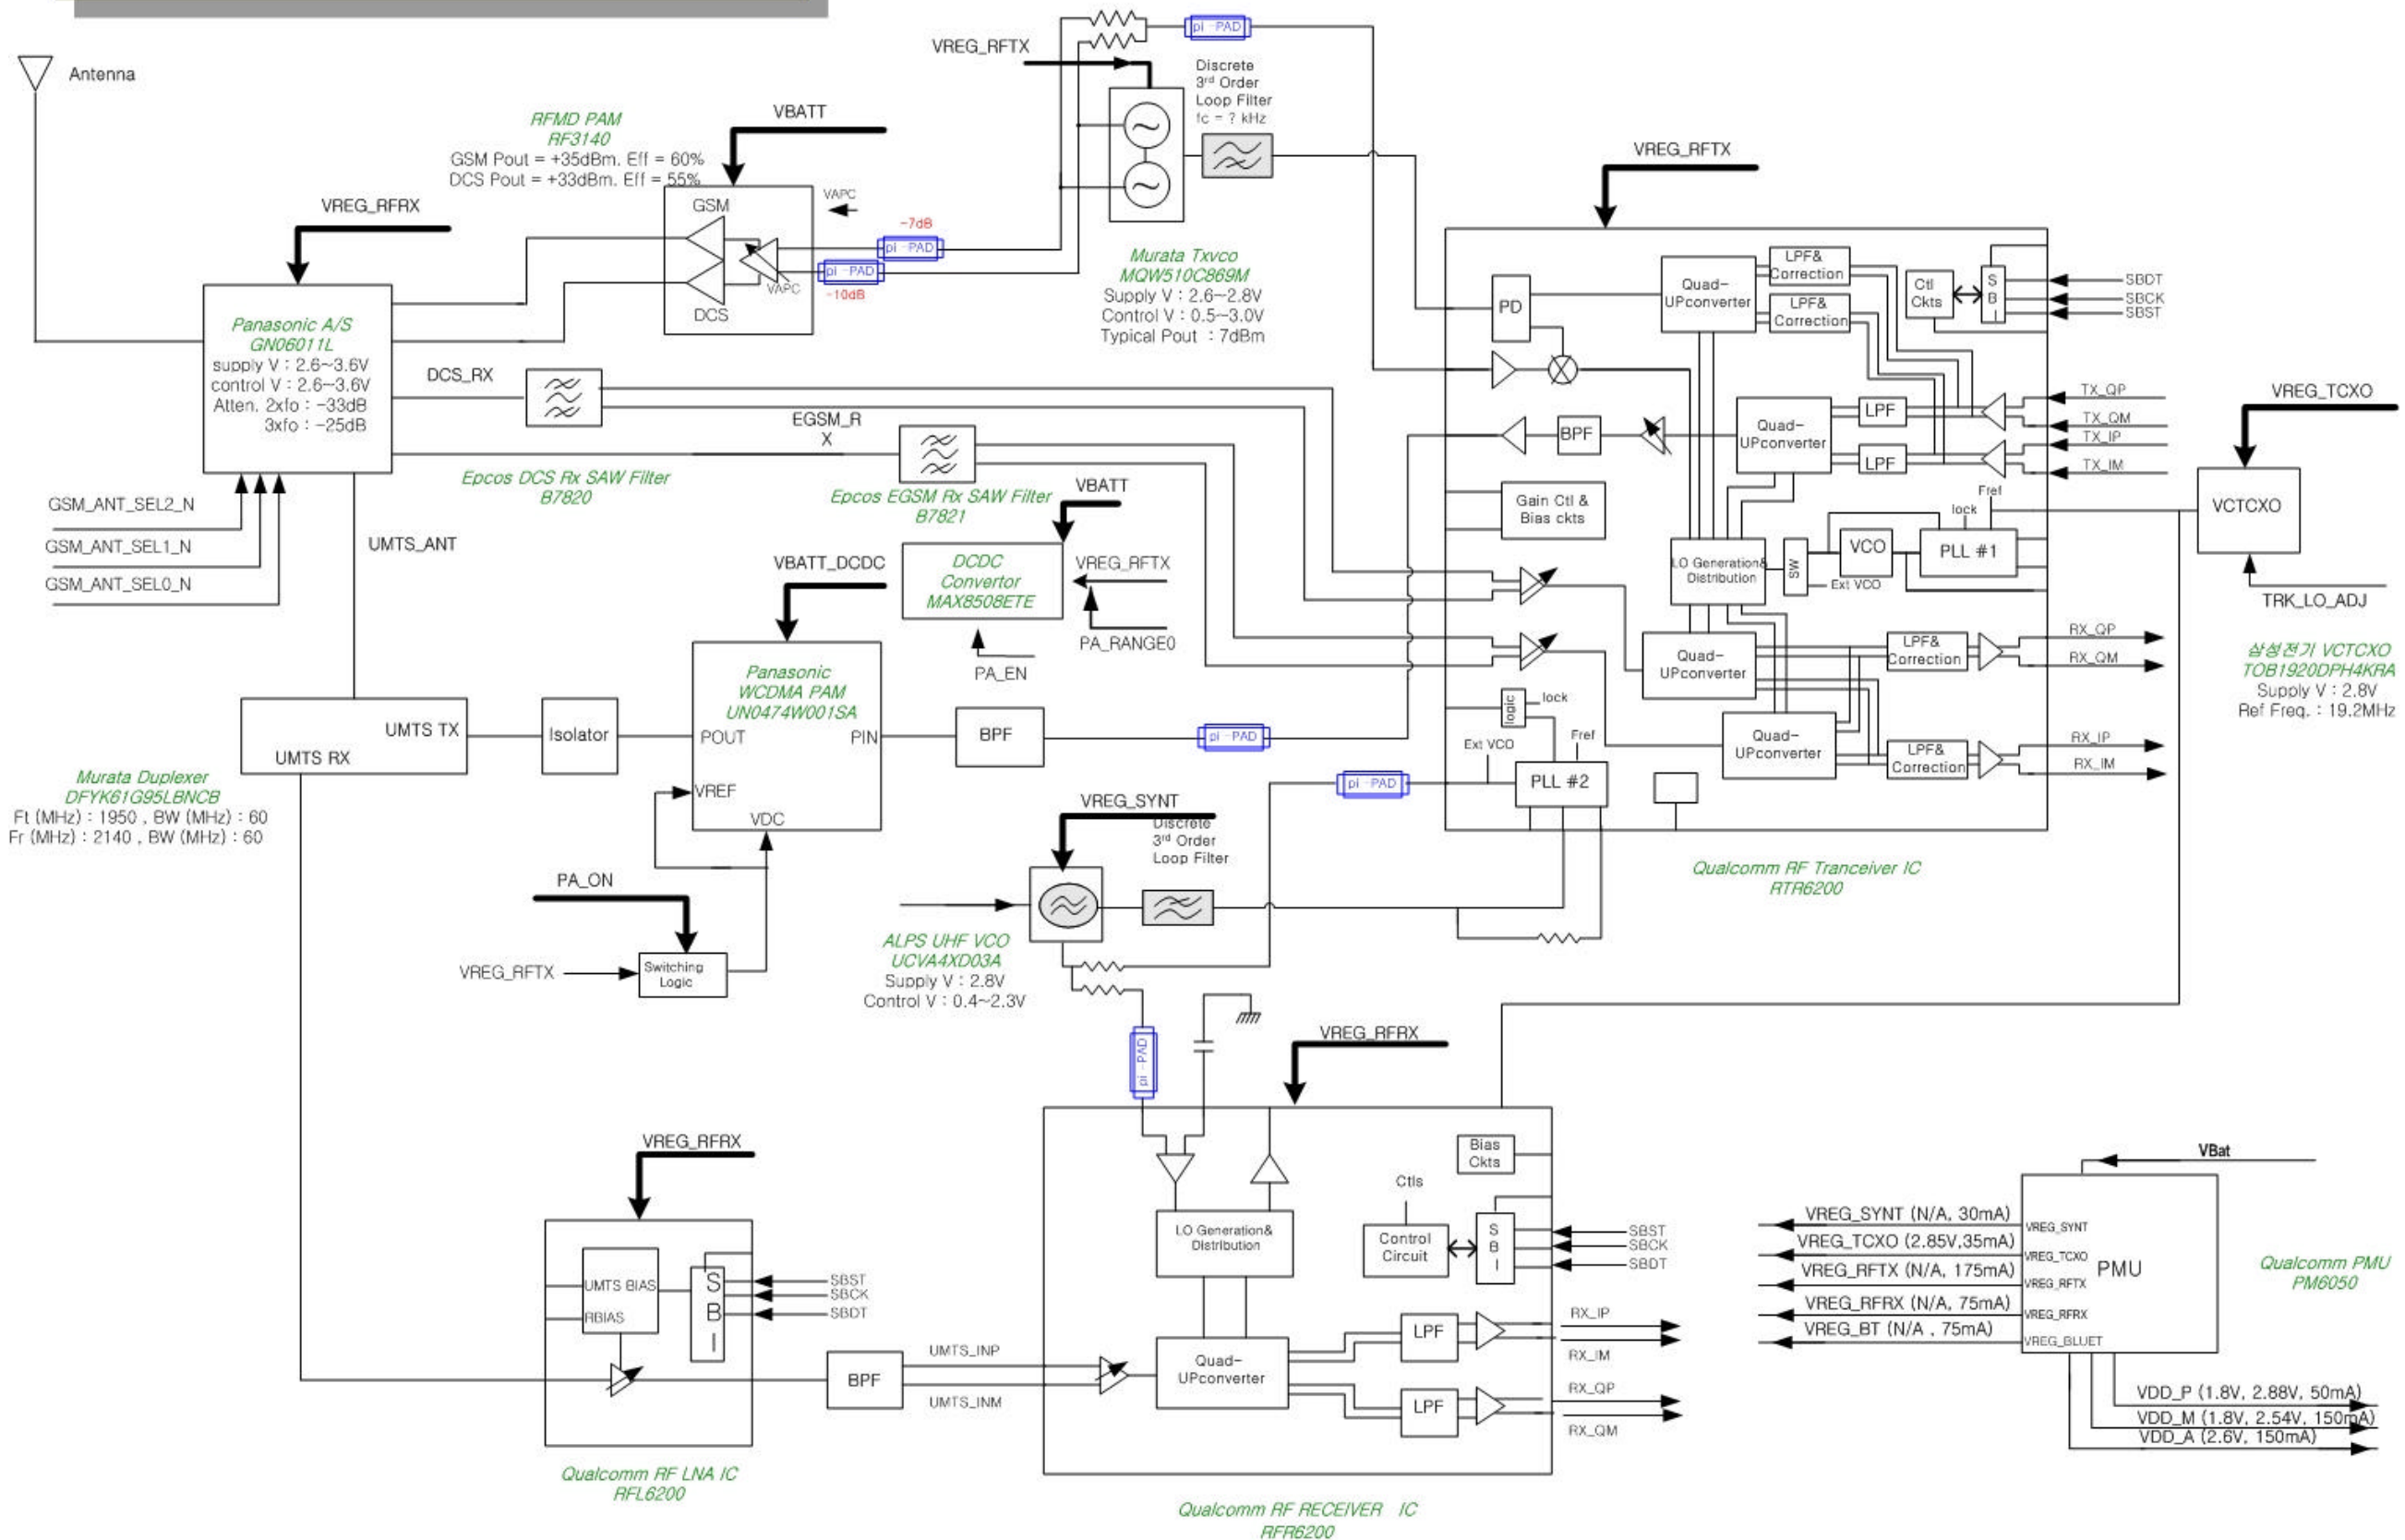 Antenna
RFMD PAM
RF3140
GSM Pout = +35dBm. Eff = 60%
DCS Pout = +33dBm. Eff = 55%
VBATT
VREG_RFTX
pi -PAD
Discrete
3rd Order
Loop Filter
fc = ? kHz
VREG_RFRX
GSM
VAPC
DCS
VAPC
-7dB
pi -PAD
pi -PAD
-10dB
Murata Txvco
MQW510C869M
Supply V : 2.6~2.8V
Control V : 0.5~3.0V
Typical Pout : 7dBm
Panasonic A/S
GN06011L
supply V : 2.6~3.6V
control V : 2.6~3.6V
Atten. 2xfo : -33dB
3xfo : -25dB
DCS_RX
EGSM_R
X
Epcos DCS Rx SAW Filter
B7820
Epcos EGSM Rx SAW Filter
B7821
GSM_ANT_SEL2_N
GSM_ANT_SEL1_N
GSM_ANT_SEL0_N
UMTS_ANT
VBATT
VBATT_DCDC
DCDC
Convertor
MAX8508ETE
VREG_RFTX
PA_RANGE0
PA_EN
Panasonic
WCDMA PAM
UN0474W001SA
POUT
PIN
VREF
VDC
BPF
pi -PAD
Isolator
UMTS TX
UMTS RX
Murata Duplexer
DFYK61G95LBNCB
Ft (MHz) : 1950 , BW (MHz) : 60
Fr (MHz) : 2140 , BW (MHz) : 60
PA_ON
VREG_RFTX
Switching
Logic
VREG_SYNT
Discrete
3rd Order
Loop Filter
ALPS UHF VCO
UCVA4XD03A
Supply V : 2.8V
Control V : 0.4~2.3V
pi -PAD
pi -PAD
VREG_RFTX
PD
Quad-
UPconverter
LPF&
Correction
LPF&
Correction
Ctl
Ckts
S
B
I
SBDT
SBCK
SBST
BPF
Quad-
UPconverter
LPF
LPF
TX_QP
TX_QM
TX_IP
TX_IM
Gain Ctl &
Bias ckts
LO Generation&
Distribution
SW
VCO
Ext VCO
PLL #1
lock
Fref
Quad-
UPconverter
LPF&
Correction
RX_QP
RX_QM
Quad-
UPconverter
LPF&
Correction
RX_IP
RX_IM
logic
lock
Ext VCO
Fref
PLL #2
Qualcomm RF Tranceiver IC
RTR6200
VREG_TCXO
VCTCXO
TRK_LO_ADJ
삼성전기 VCTCXO
TOB1920DPH4KRA
Supply V : 2.8V
Ref Freq. : 19.2MHz
VREG_RFRX
UMTS BIAS
RBIAS
S
B
I
SBST
SBCK
SBDT
Qualcomm RF LNA IC
RFL6200
BPF
UMTS_INP
UMTS_INM
VREG_RFRX
Bias
Ckts
LO Generation&
Distribution
Ctls
Control
Circuit
S
B
I
SBST
SBCK
SBDT
Quad-
UPconverter
LPF
LPF
RX_IP
RX_IM
RX_QP
RX_QM
Qualcomm RF RECEIVER IC
RFR6200
VBat
VREG_SYNT (N/A, 30mA)
VREG_TCXO (2.85V,35mA)
VREG_RFTX (N/A, 175mA)
VREG_RFRX (N/A, 75mA)
VREG_BT (N/A , 75mA)
VREG_SYNT
VREG_TCXO
VREG_RFTX
VREG_RFRX
VREG_BLUET
PMU
Qualcomm PMU
PM6050
VDD_P (1.8V, 2.88V, 50mA)
VDD_M (1.8V, 2.54V, 150mA)
VDD_A (2.6V, 150mA)